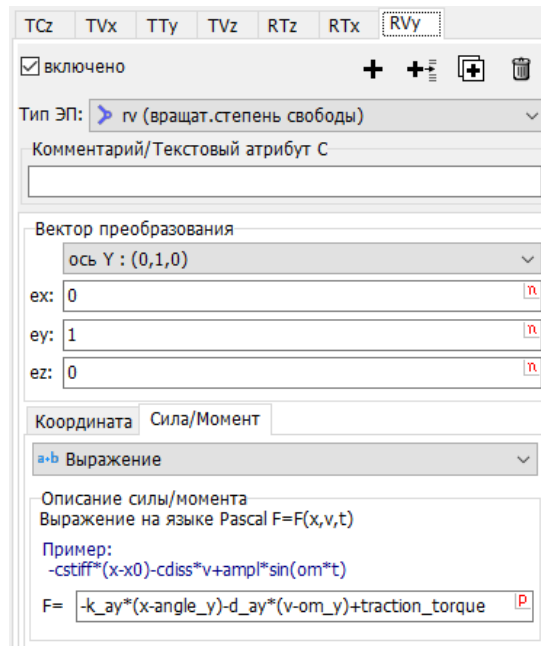 TCz TVx TTy TVz RTz RTx RVy
включено
Тип ЭП: rv (вращат.степень свободы)
Комментарий/Текстовый атрибут C
Вектор преобразования
ось Y : (0,1,0)
ex: 0 n
ey: 1 n
ez: 0 n
Координата Сила/Момент
a+b Выражение
Описание силы/момента
Выражение на языке Pascal F=F(x,v,t)
Пример:
-cstiff*(x-x0)-cdiss*v+ampl*sin(om*t)
F= -k_ay*(x-angle_y)-d_ay*(v-om_y)+traction_torque P